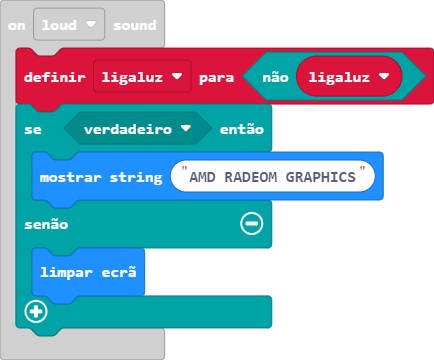 on loud sound
definir ligaluz para não ligaluz
se verdadeiro então
mostrar string "AMD RADEOM GRAPHICS"
senão
limpar ecrã